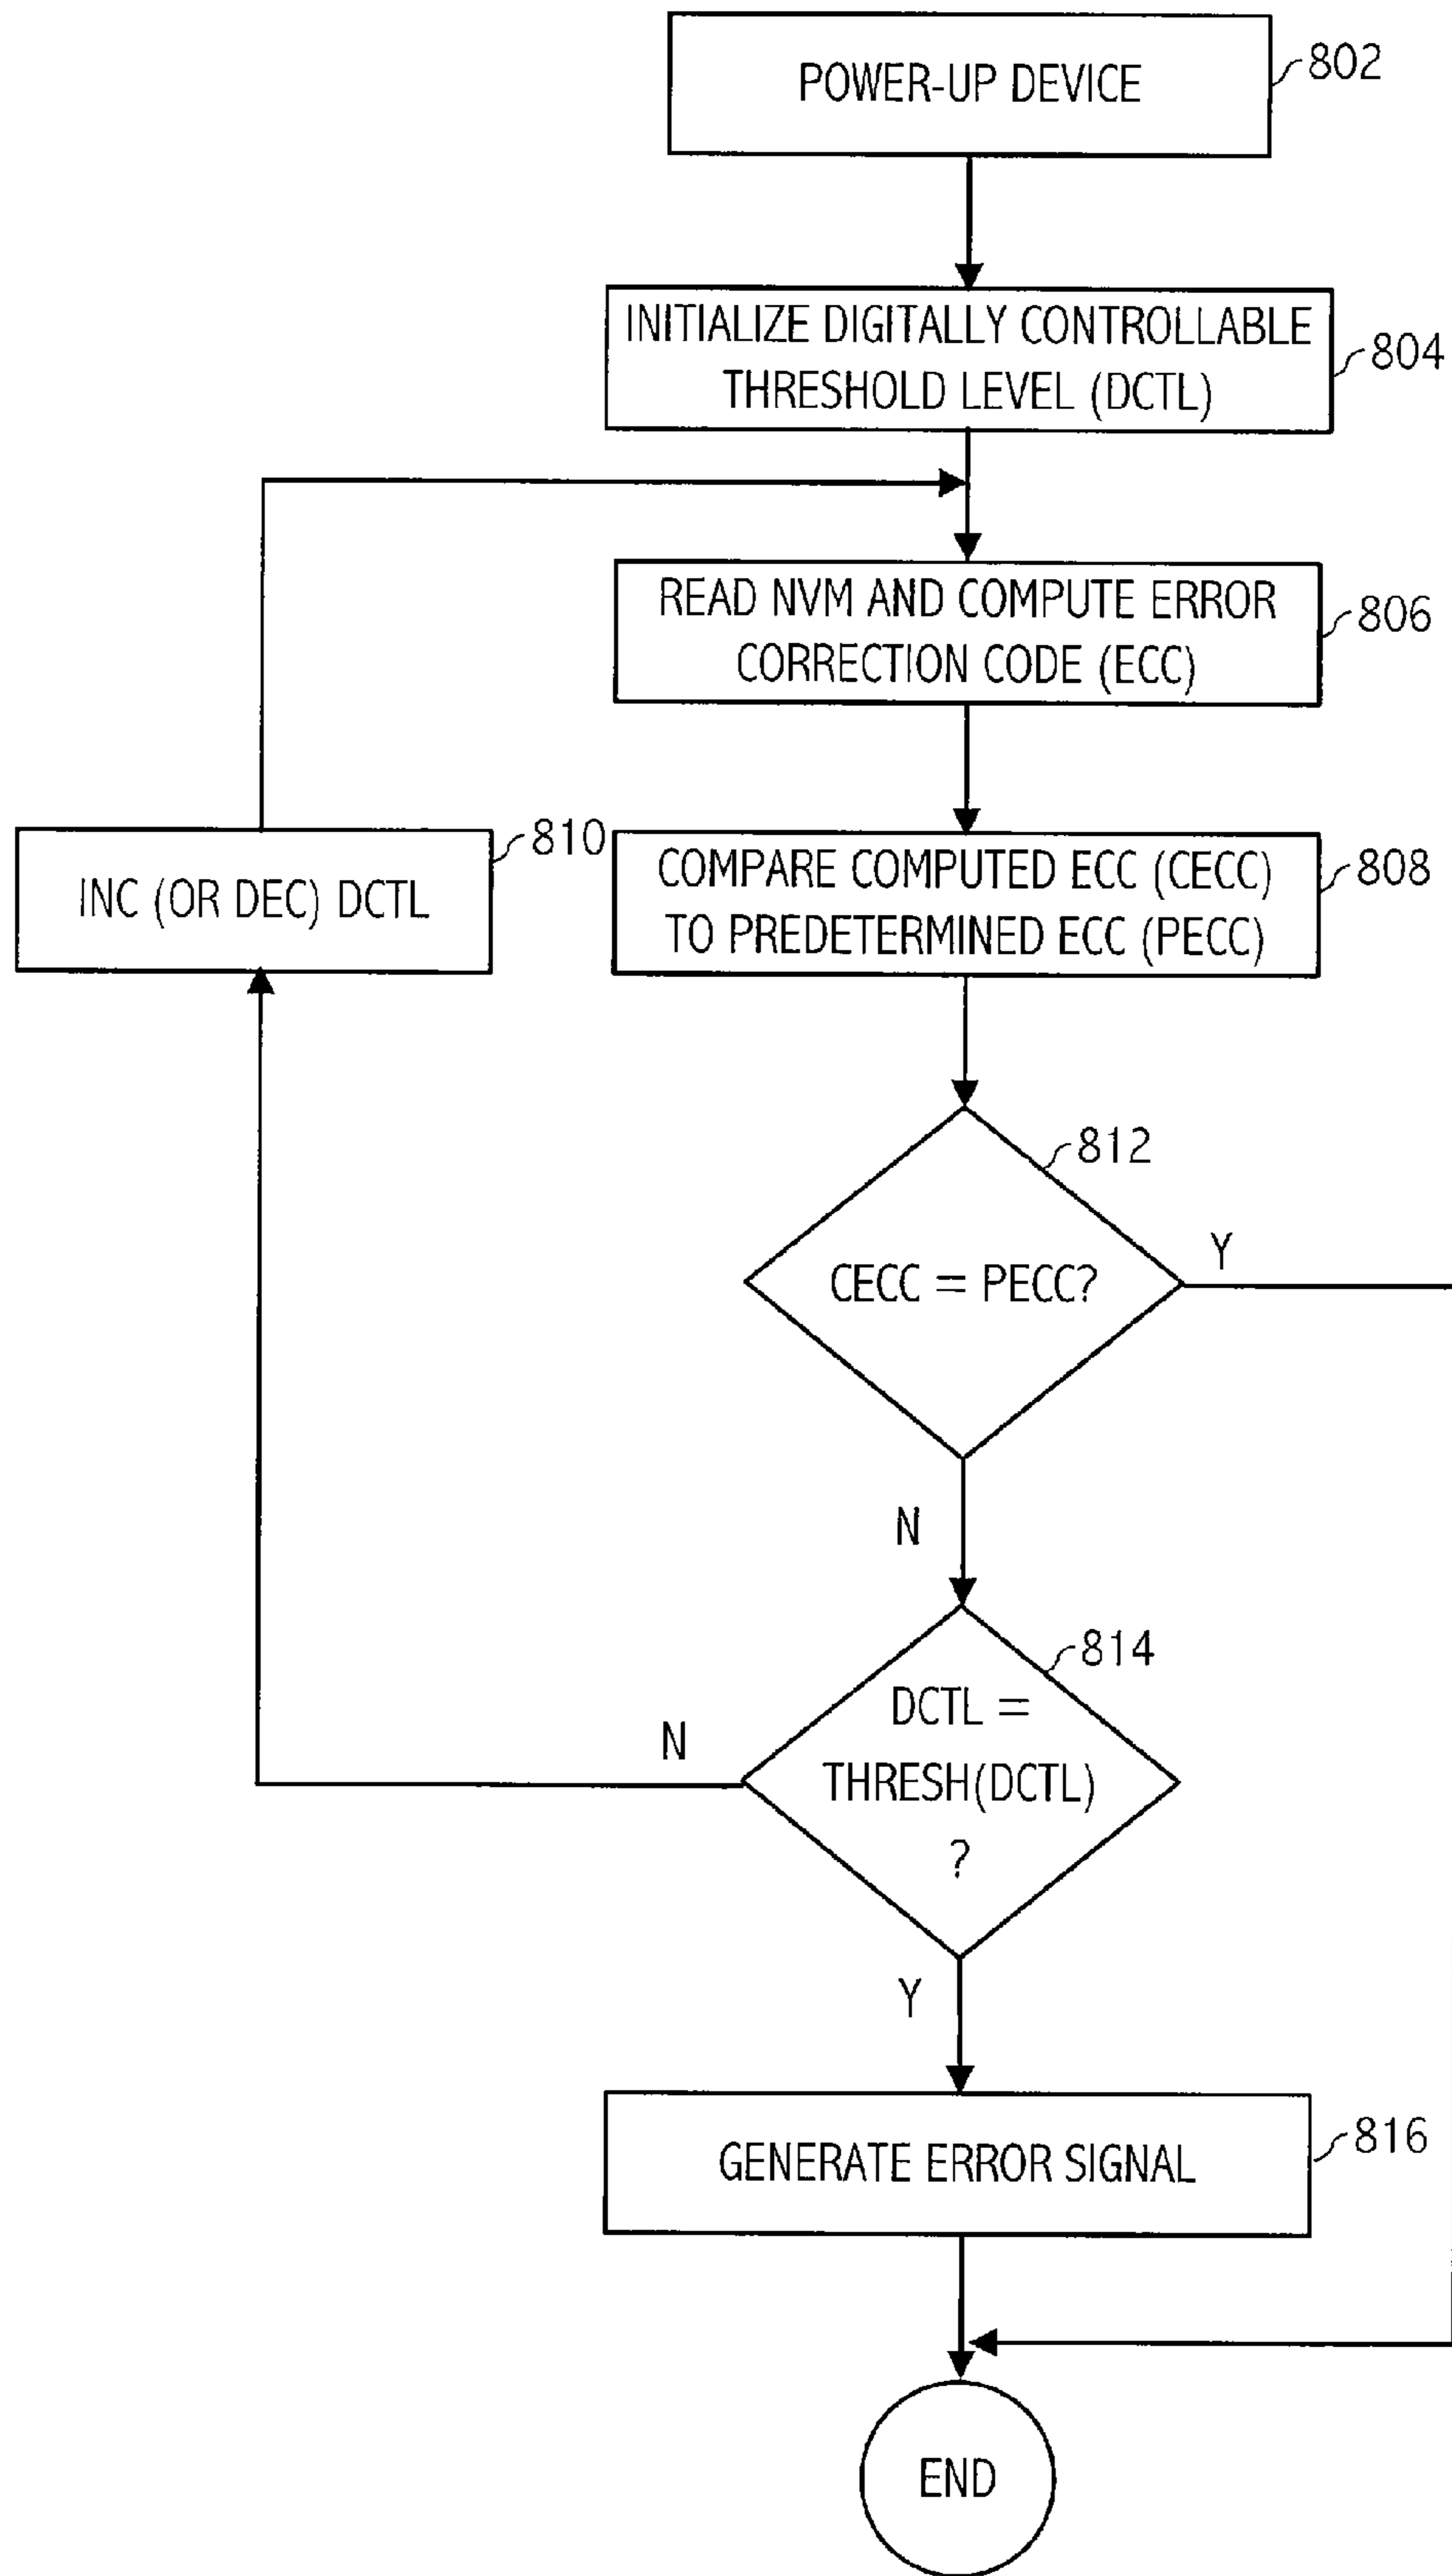 POWER-UP DEVICE
802
INITIALIZE DIGITALLY CONTROLLABLE
THRESHOLD LEVEL (DCTL)
804
READ NVM AND COMPUTE ERROR
CORRECTION CODE (ECC)
806
INC (OR DEC) DCTL
810
COMPARE COMPUTED ECC (CECC)
TO PREDETERMINED ECC (PECC)
808
812
CECC = PECC?
Y
N
814
DCTL =
THRESH(DCTL)
?
N
Y
GENERATE ERROR SIGNAL
816
END